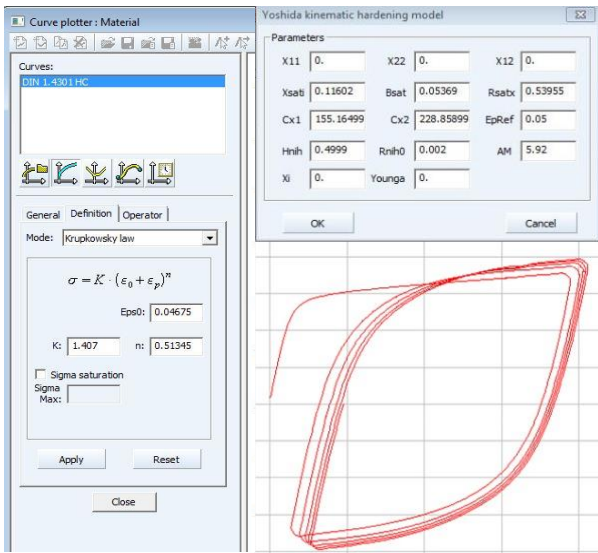 Curve plotter : Material
Curves:
DIN 1.4301 HC
General Definition Operator
Mode: Krupkowsky law
σ = K · (ε₀ + εₚ)ⁿ
Eps0: 0.04675
K: 1.407 n: 0.51345
Sigma saturation
Sigma
Max:
Apply Reset
Close
Yoshida kinematic hardening model
Parameters
X11 0. X22 0. X12 0.
Xsati 0.11602 Bsat 0.05369 Rsatx 0.53955
Cx1 155.16499 Cx2 228.85899 EpRef 0.05
Hnih 0.4999 Rnih0 0.002 AM 5.92
Xi 0. Younga 0.
OK Cancel